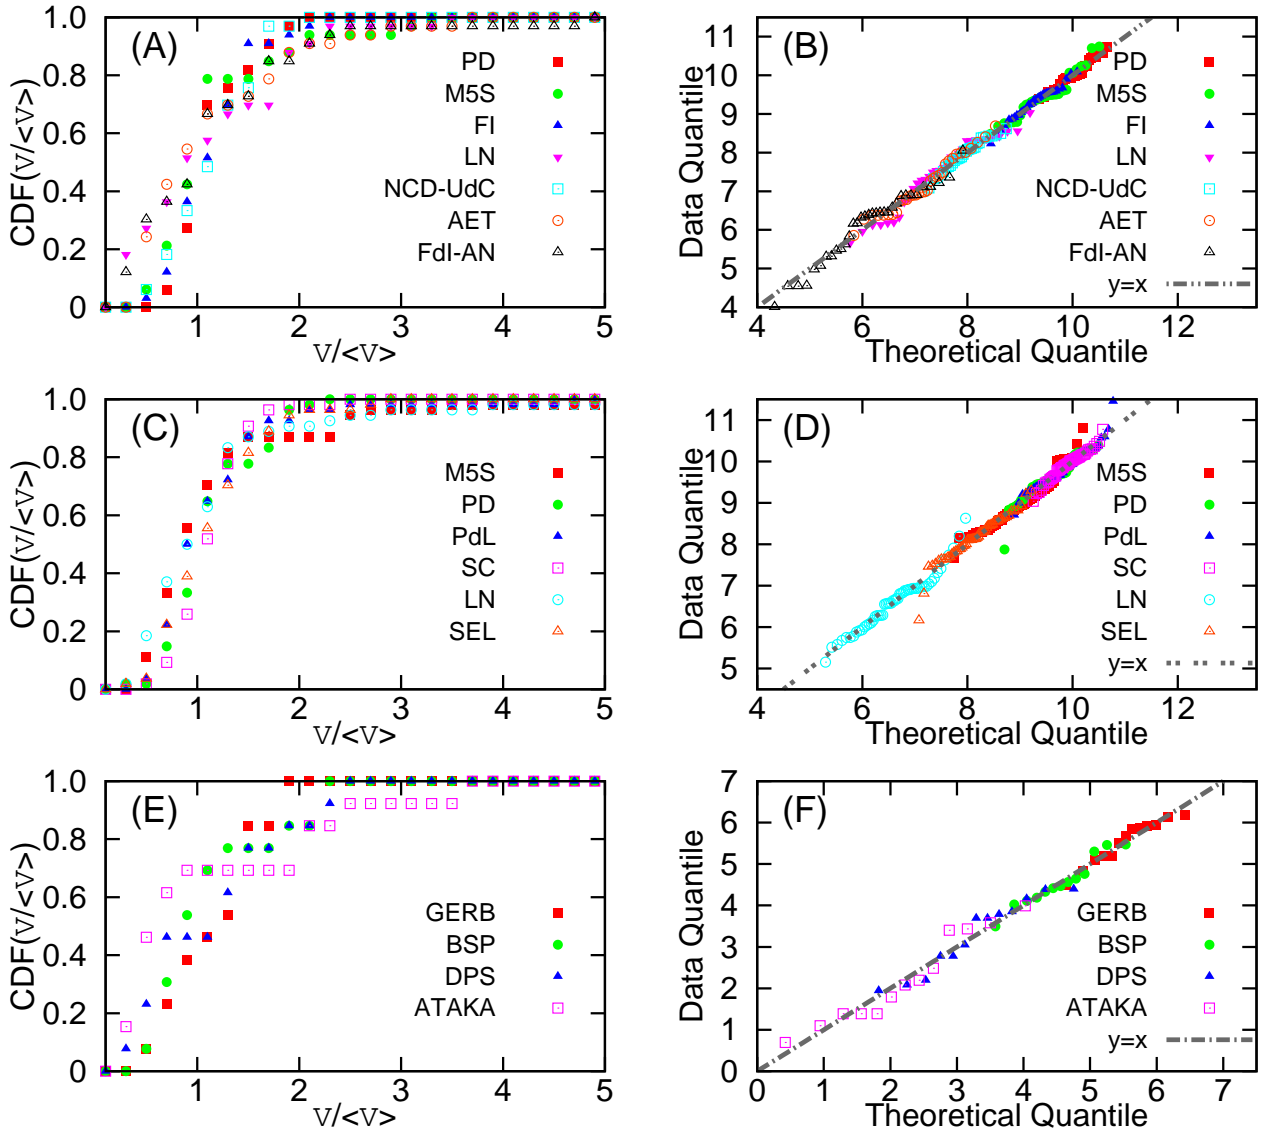 (A)
1.0
0.8
0.6
0.4
0.2
0
CDF(v/<v>)
PD
M5S
FI
LN
NCD-UdC
AET
FdI-AN
1 2 3 4 5
v/<v>
(B)
11
10
9
8
7
6
5
4
Data Quantile
PD
M5S
FI
LN
NCD-UdC
AET
FdI-AN
y=x
4 6 8 10 12
Theoretical Quantile
(C)
1.0
0.8
0.6
0.4
0.2
0
CDF(v/<v>)
M5S
PD
PdL
SC
LN
SEL
1 2 3 4 5
v/<v>
(D)
11
10
9
8
7
6
5
Data Quantile
M5S
PD
PdL
SC
LN
SEL
y=x
4 6 8 10 12
Theoretical Quantile
(E)
1.0
0.8
0.6
0.4
0.2
0
CDF(v/<v>)
GERB
BSP
DPS
ATAKA
1 2 3 4 5
v/<v>
(F)
7
6
5
4
3
2
1
0
Data Quantile
GERB
BSP
DPS
ATAKA
y=x
0 1 2 3 4 5 6 7
Theoretical Quantile